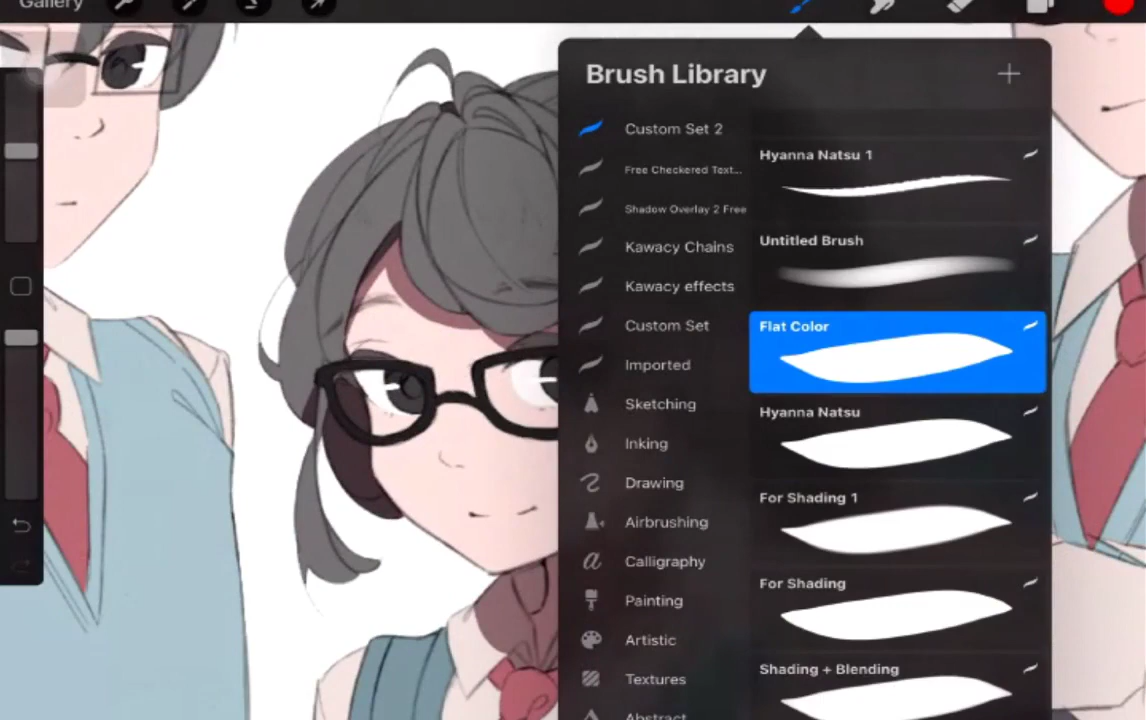 Gallery
Brush Library
Custom Set 2
Free Checkered Text...
Shadow Overlay 2 Free
Kawacy Chains
Kawacy effects
Custom Set
Imported
Sketching
Inking
Drawing
Airbrushing
Calligraphy
Painting
Artistic
Textures
Abstract
Hyanna Natsu 1
Untitled Brush
Flat Color
Hyanna Natsu
For Shading 1
For Shading
Shading + Blending